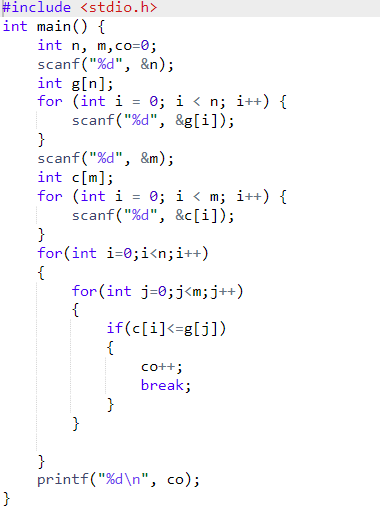 #include <stdio.h>
int main() {
    int n, m,co=0;
    scanf("%d", &n);
    int g[n];
    for (int i = 0; i < n; i++) {
        scanf("%d", &g[i]);
    }
    scanf("%d", &m);
    int c[m];
    for (int i = 0; i < m; i++) {
        scanf("%d", &c[i]);
    }
    for(int i=0;i<n;i++)
    {
        for(int j=0;j<m;j++)
        {
            if(c[i]<=g[j])
            {
                co++;
                break;
            }
        }

    }
    printf("%d\n", co);
}